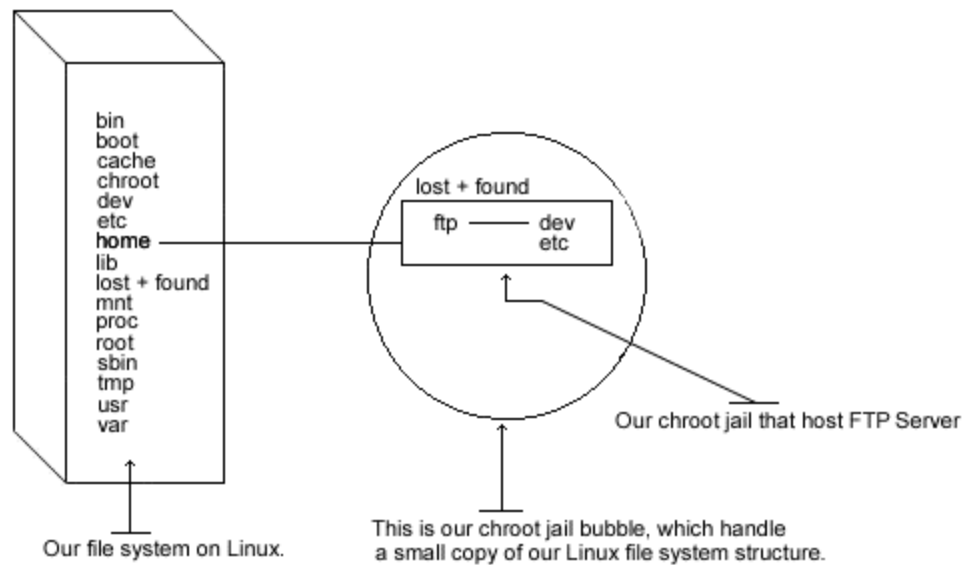 bin
boot
cache
chroot
dev
etc
home
lib
lost + found
mnt
proc
root
sbin
tmp
usr
var
Our file system on Linux.
lost + found
ftp dev
etc
Our chroot jail that host FTP Server
This is our chroot jail bubble, which handle
a small copy of our Linux file system structure.